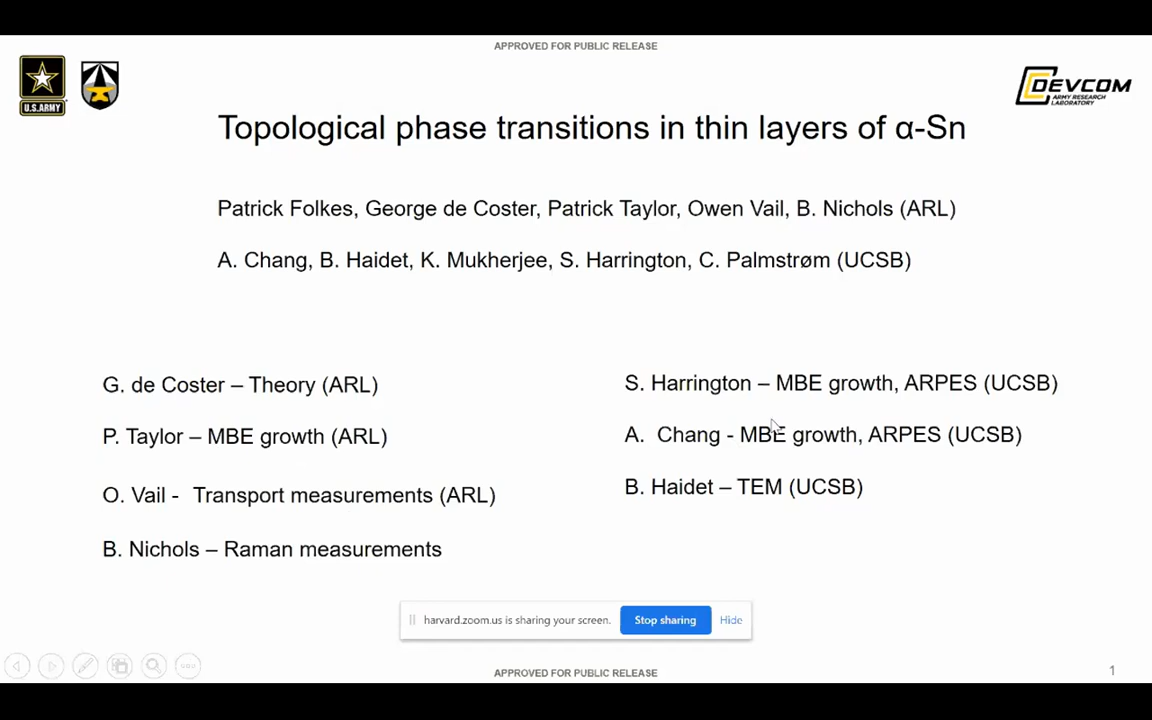 APPROVED FOR PUBLIC RELEASE
U.S.ARMY
DEVCOM
ARMY RESEARCH
LABORATORY
Topological phase transitions in thin layers of α-Sn
Patrick Folkes, George de Coster, Patrick Taylor, Owen Vail, B. Nichols (ARL)
A. Chang, B. Haidet, K. Mukherjee, S. Harrington, C. Palmstrøm (UCSB)
G. de Coster – Theory (ARL)
P. Taylor – MBE growth (ARL)
O. Vail -  Transport measurements (ARL)
B. Nichols – Raman measurements
S. Harrington – MBE growth, ARPES (UCSB)
A.  Chang - MBE growth, ARPES (UCSB)
B. Haidet – TEM (UCSB)
harvard.zoom.us is sharing your screen.
Stop sharing
Hide
APPROVED FOR PUBLIC RELEASE
1